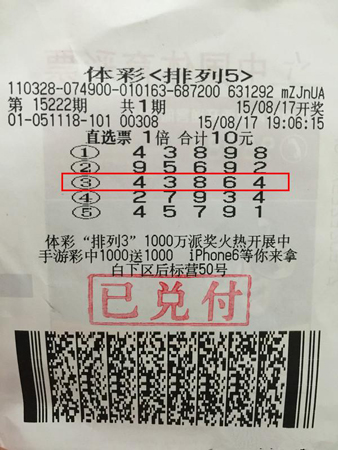 中国体育彩票
体彩<排列5>
110328-074900-010163-687200 631292 mZJnUA
第 15222期 共1期 15/08/17开奖
01-051118-101 00308 15/08/17 19:06:15
直选票 1倍 合计10元
① 4 3 8 9 8
② 9 5 6 9 2
③ 4 3 8 6 4
④ 2 7 9 3 4
⑤ 4 5 7 9 1
体彩“排列3”1000万派奖火热开展中
手游彩中1000送1000 iPhone6等你来拿
白下区后标营50号
已兑付